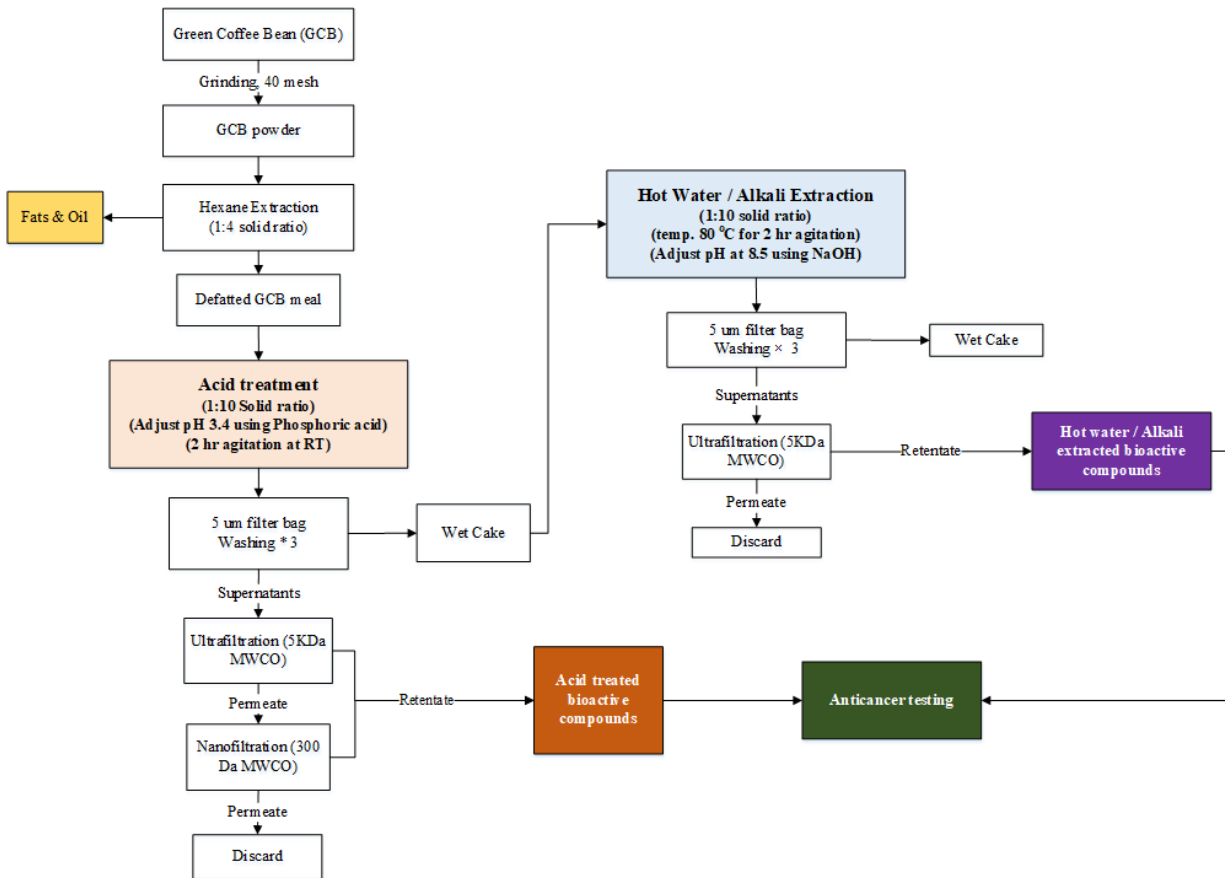 Green Coffee Bean (GCB)
Grinding, 40 mesh
GCB powder
Hexane Extraction
(1:4 solid ratio)
Fats & Oil
Defatted GCB meal
Acid treatment
(1:10 Solid ratio)
(Adjust pH 3.4 using Phosphoric acid)
(2 hr agitation at RT)
5 um filter bag
Washing * 3
Wet Cake
Supernatants
Ultrafiltration (5KDa
MWCO)
Permeate
Nanofiltration (300
Da MWCO)
Permeate
Discard
Retentate
Acid treated
bioactive
compounds
Anticancer testing
Hot Water / Alkali Extraction
(1:10 solid ratio)
(temp. 80 ⁰C for 2 hr agitation)
(Adjust pH at 8.5 using NaOH)
5 um filter bag
Washing × 3
Wet Cake
Supernatants
Ultrafiltration (5KDa
MWCO)
Retentate
Hot water / Alkali
extracted bioactive
compounds
Permeate
Discard